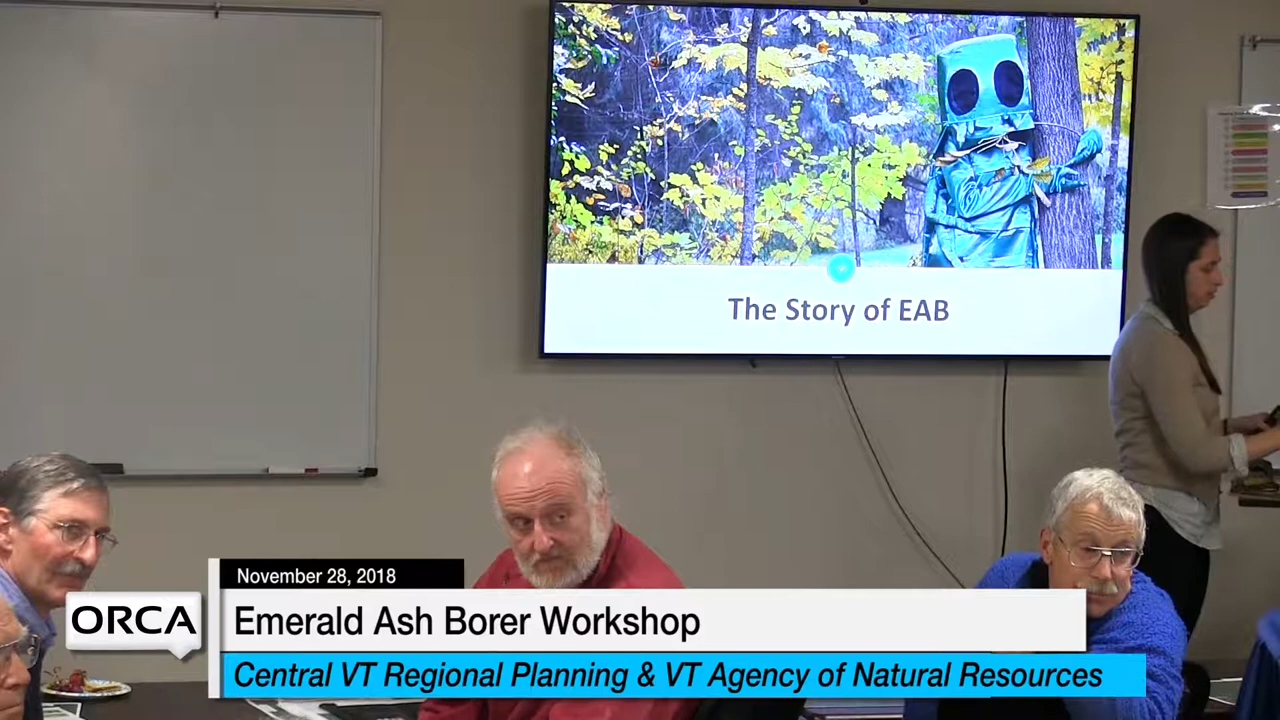 The Story of EAB
November 28, 2018
ORCA
Emerald Ash Borer Workshop
Central VT Regional Planning & VT Agency of Natural Resources